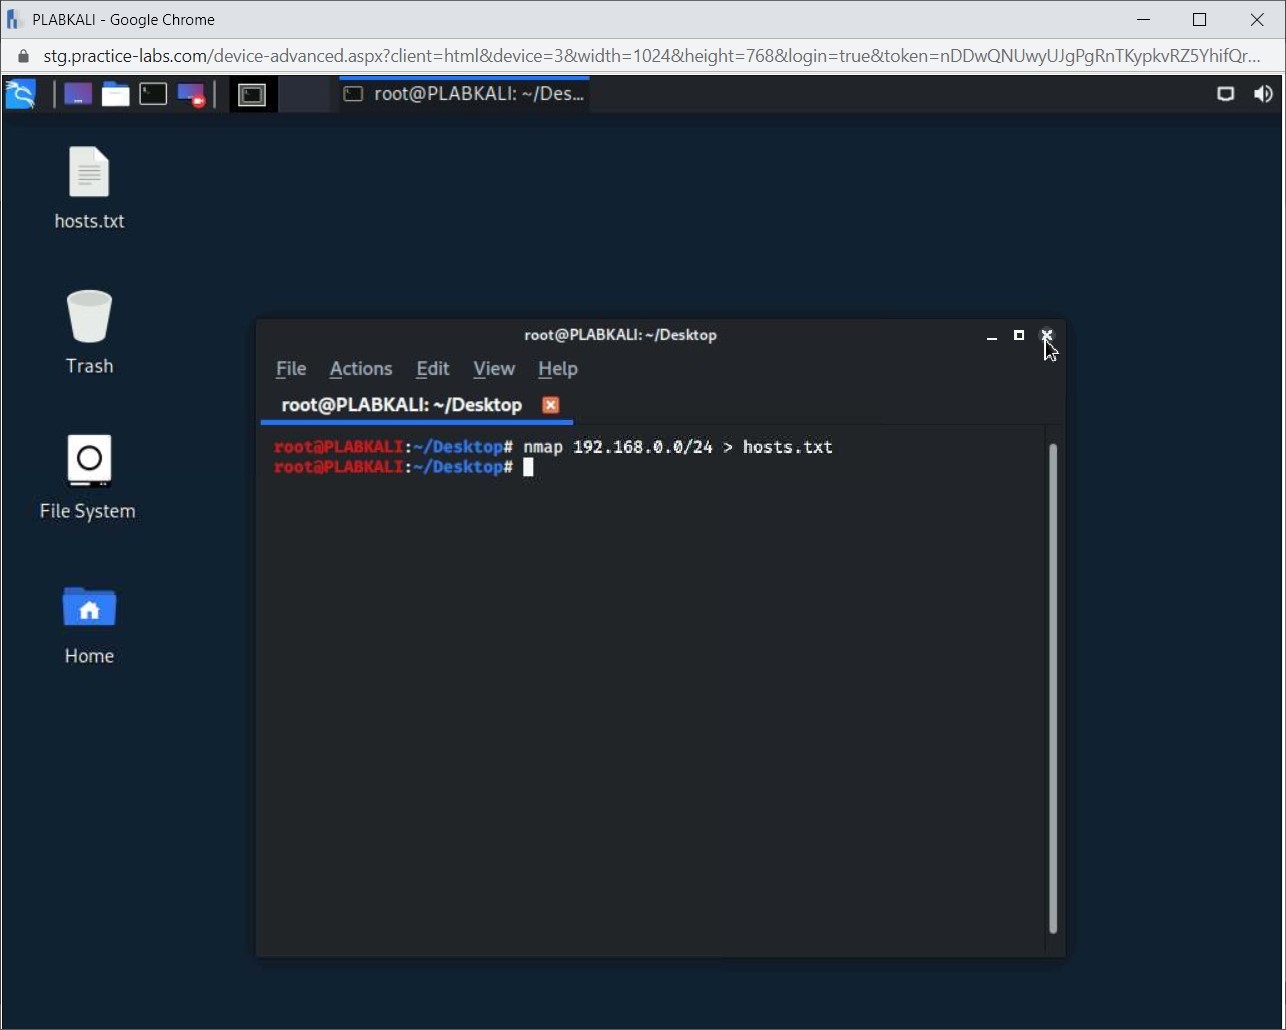 PLABKALI - Google Chrome
stg.practice-labs.com/device-advanced.aspx?client=html&device=3&width=1024&height=768&login=true&token=nDDwQNUwyUJgPgRnTKypkvRZ5YhifQr...
root@PLABKALI: ~/Des...
hosts.txt
Trash
File System
Home
root@PLABKALI: ~/Desktop
File Actions Edit View Help
root@PLABKALI: ~/Desktop
root@PLABKALI:~/Desktop# nmap 192.168.0.0/24 > hosts.txt
root@PLABKALI:~/Desktop#